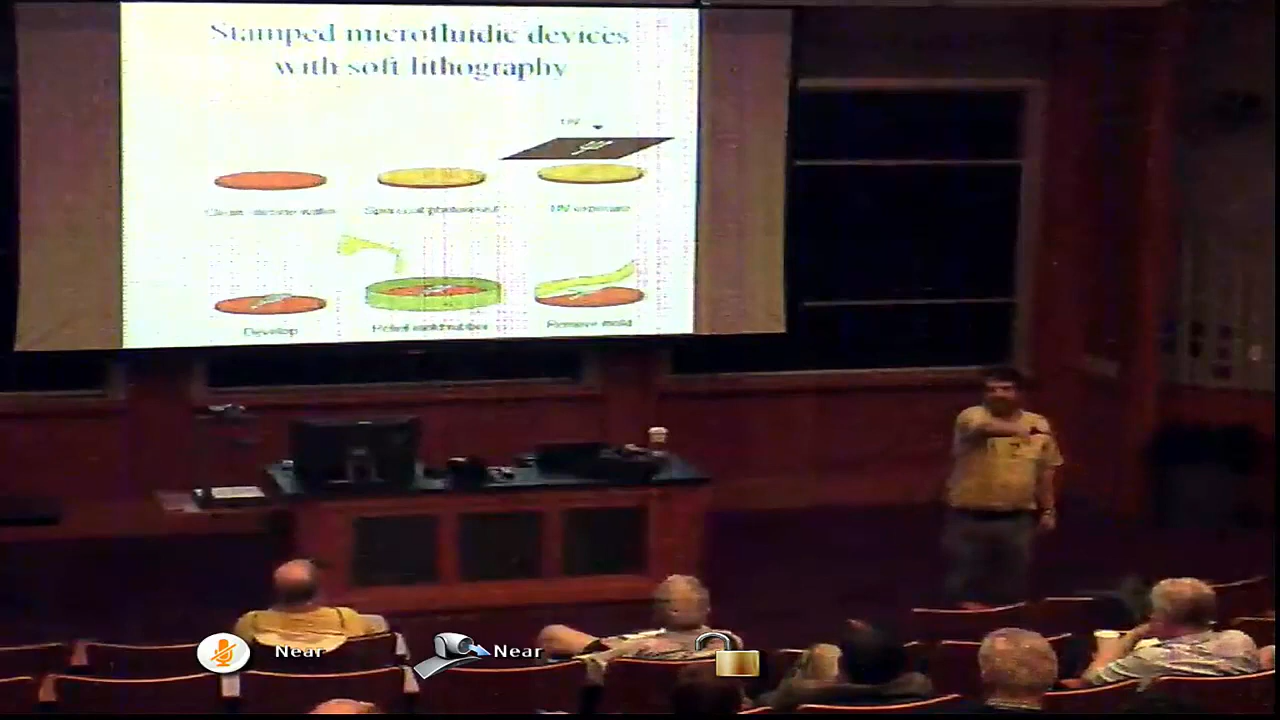 Stamped microfluidic devices
with soft lithography
UV
Spin coat photoresist
UV exposure
Develop
Remove mold
Near
Near